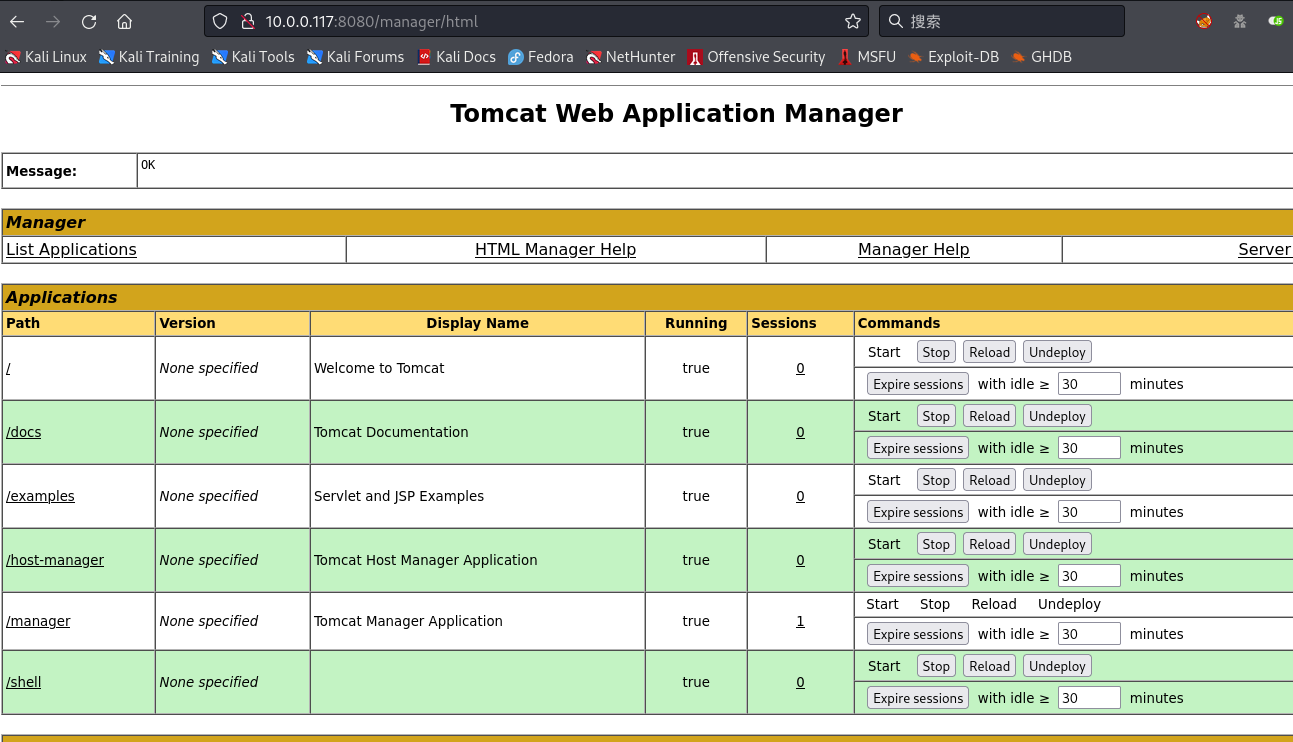 10.0.0.117:8080/manager/html 搜索
Kali Linux Kali Training Kali Tools Kali Forums Kali Docs Fedora NetHunter Offensive Security MSFU Exploit-DB GHDB
Tomcat Web Application Manager
Message: OK
Manager
List Applications HTML Manager Help Manager Help Server
Applications
Path Version Display Name Running Sessions Commands
/ None specified Welcome to Tomcat true 0 Start Stop Reload Undeploy
Expire sessions with idle ≥ 30 minutes
/docs None specified Tomcat Documentation true 0 Start Stop Reload Undeploy
Expire sessions with idle ≥ 30 minutes
/examples None specified Servlet and JSP Examples true 0 Start Stop Reload Undeploy
Expire sessions with idle ≥ 30 minutes
/host-manager None specified Tomcat Host Manager Application true 0 Start Stop Reload Undeploy
Expire sessions with idle ≥ 30 minutes
/manager None specified Tomcat Manager Application true 1 Start Stop Reload Undeploy
Expire sessions with idle ≥ 30 minutes
/shell None specified true 0 Start Stop Reload Undeploy
Expire sessions with idle ≥ 30 minutes